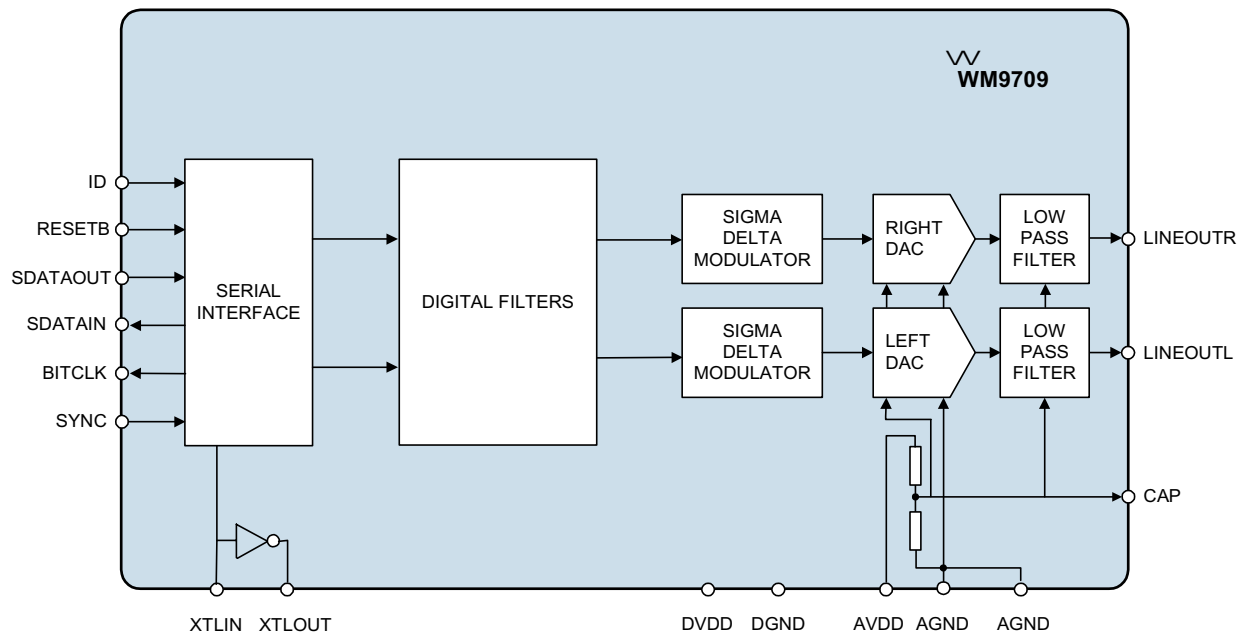 WM9709
ID
RESETB
SDATAOUT
SDATAIN
BITCLK
SYNC
SERIAL
INTERFACE
DIGITAL FILTERS
SIGMA
DELTA
MODULATOR
RIGHT
DAC
LOW
PASS
FILTER
LINEOUTR
SIGMA
DELTA
MODULATOR
LEFT
DAC
LOW
PASS
FILTER
LINEOUTL
CAP
XTLIN
XTLOUT
DVDD
DGND
AVDD
AGND
AGND